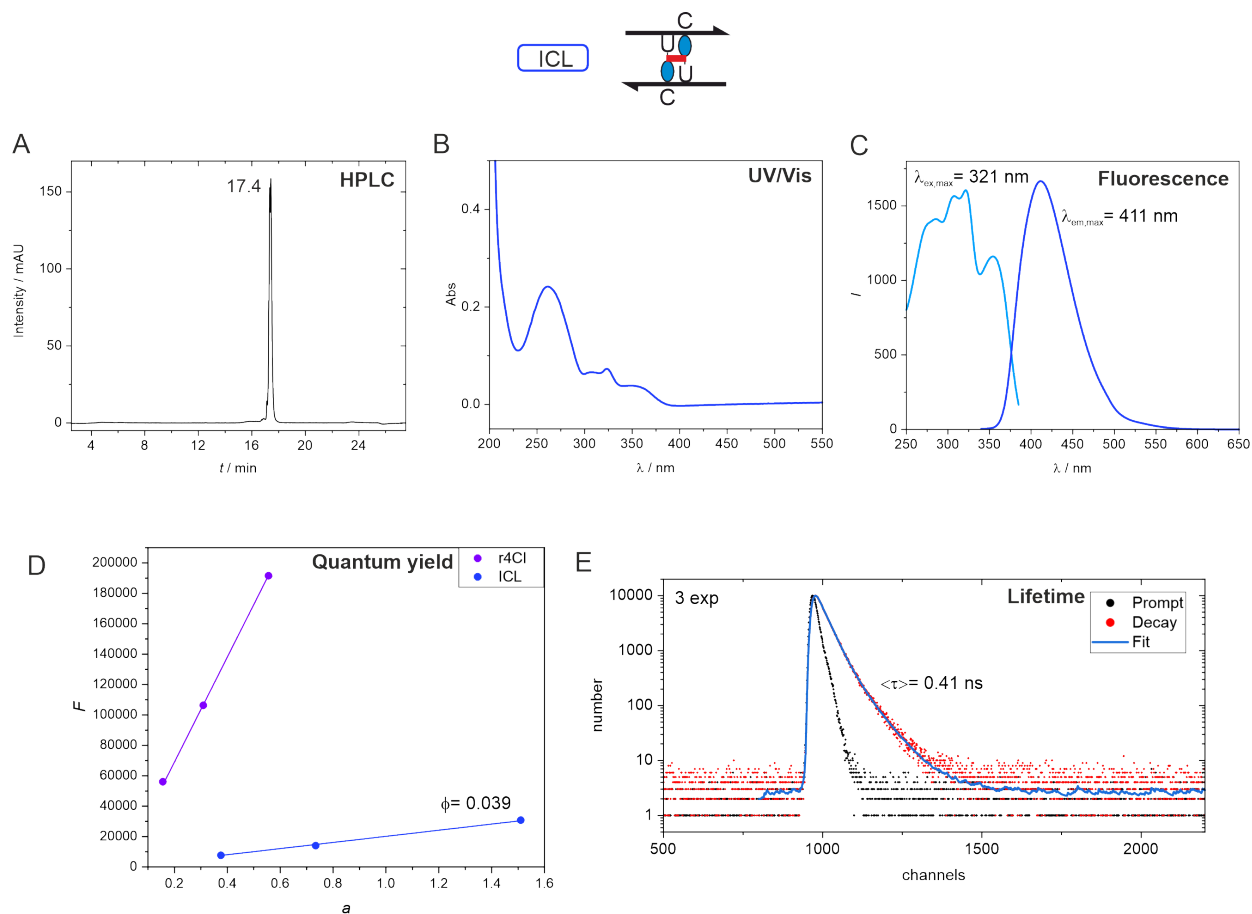 C
ICL
U
U
C
A
HPLC
17.4
150
100
50
0
4
8
12
16
20
24
Intensity / mAU
t / min
B
UV/Vis
0.4
0.2
0.0
200
250
300
350
400
450
500
550
Abs
λ / nm
C
Fluorescence
λex,max= 321 nm
λem,max= 411 nm
1500
1000
500
0
250
300
350
400
450
500
550
600
650
I
λ / nm
D
Quantum yield
r4CI
ICL
ϕ= 0.039
200000
180000
160000
140000
120000
100000
80000
60000
40000
20000
0
0.2
0.4
0.6
0.8
1.0
1.2
1.4
1.6
F
a
E
3 exp
Lifetime
Prompt
Decay
Fit
<τ>= 0.41 ns
10000
1000
100
10
1
500
1000
1500
2000
number
channels